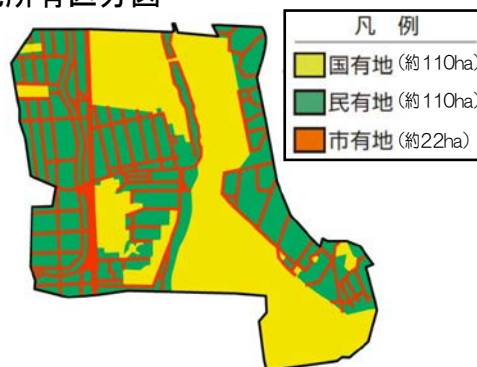 所有区分図
凡 例
国有地 (約110ha)
民有地 (約110ha)
市有地 (約22ha)